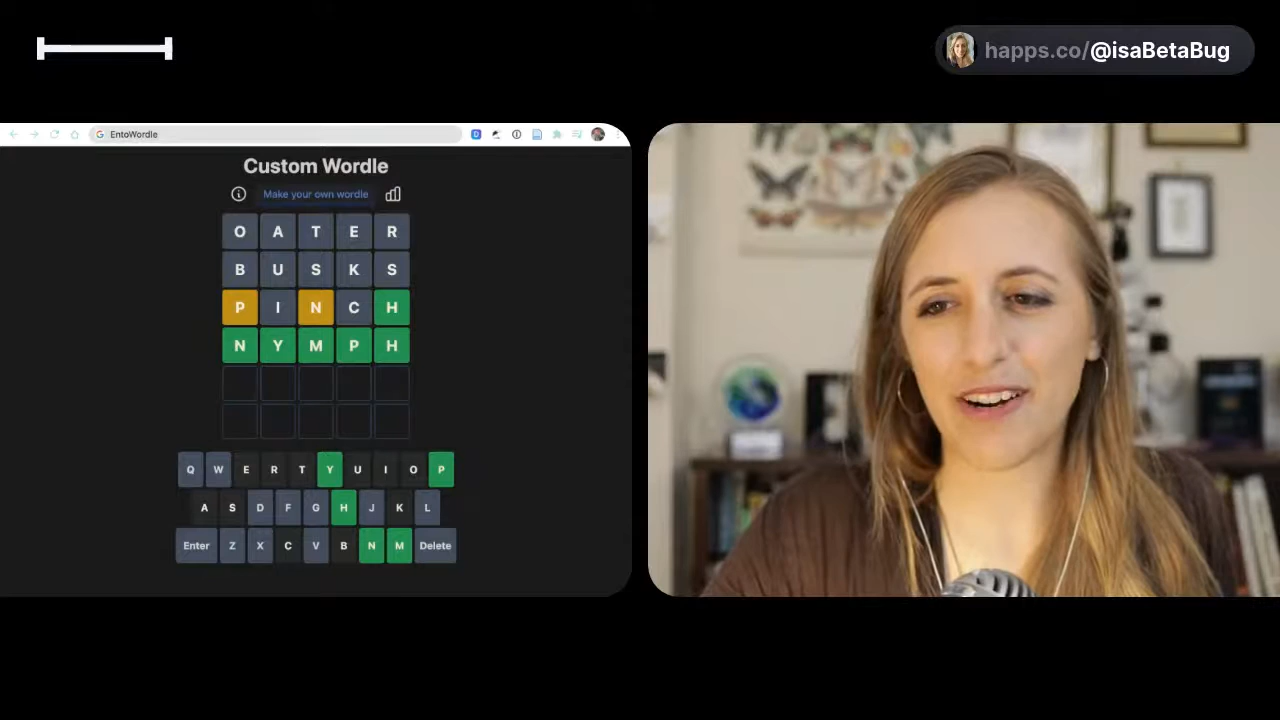 happs.co/@isaBetaBug
EntoWordle
Custom Wordle
Make your own wordle
O A T E R
B U S K S
P I N C H
N Y M P H
Q W E R T Y U I O P
A S D F G H J K L
Enter Z X C V B N M Delete